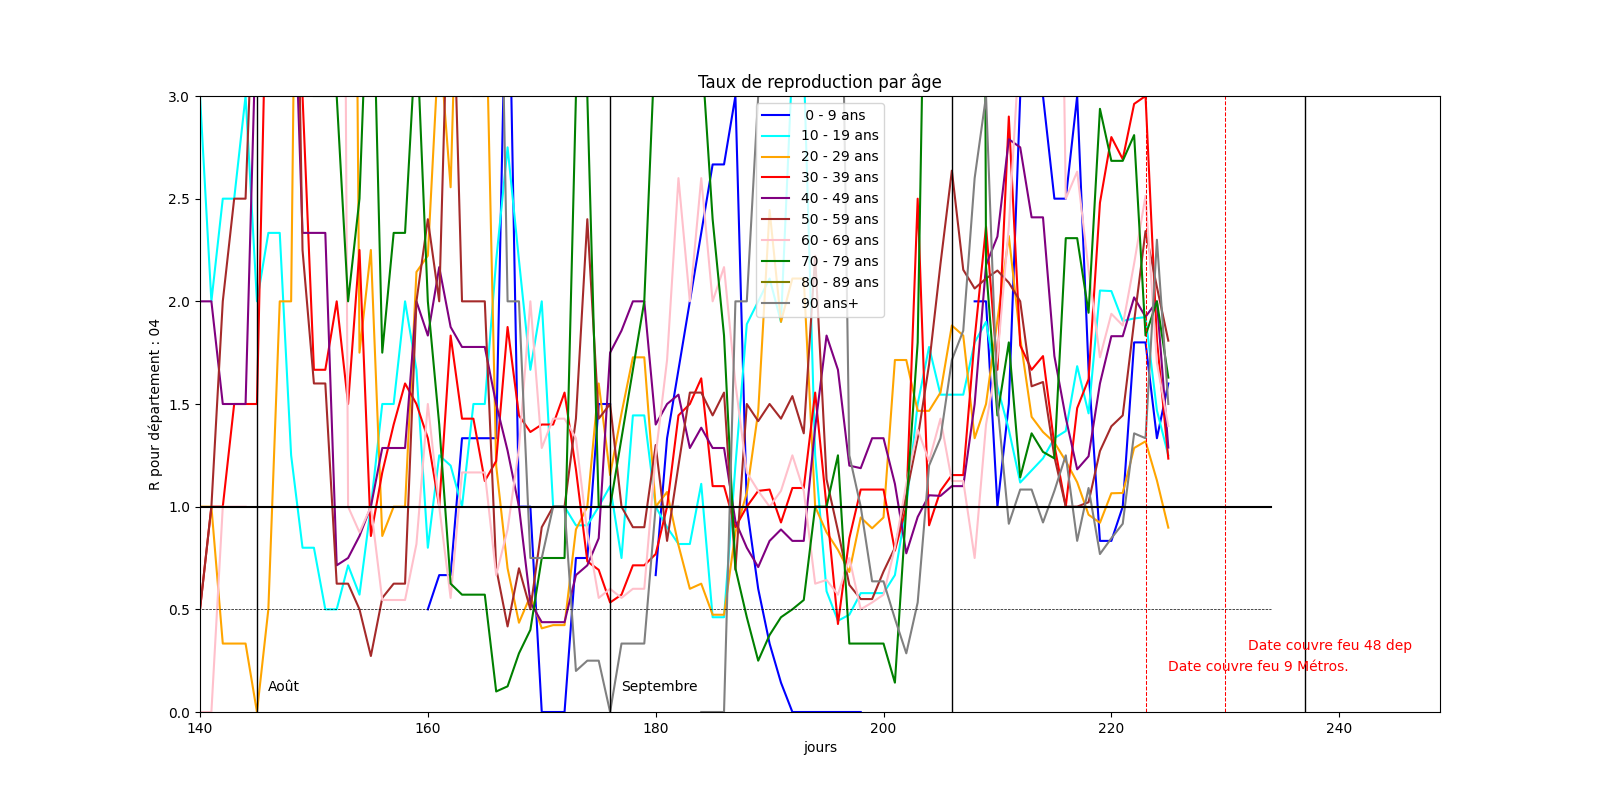 Taux de reproduction par âge
R pour département : 04
3.0
2.5
2.0
1.5
1.0
0.5
0.0
0 - 9 ans
10 - 19 ans
20 - 29 ans
30 - 39 ans
40 - 49 ans
50 - 59 ans
60 - 69 ans
70 - 79 ans
80 - 89 ans
90 ans+
Date couvre feu 48 dep
Date couvre feu 9 Métros.
Août
Septembre
140
160
180
200
220
240
jours